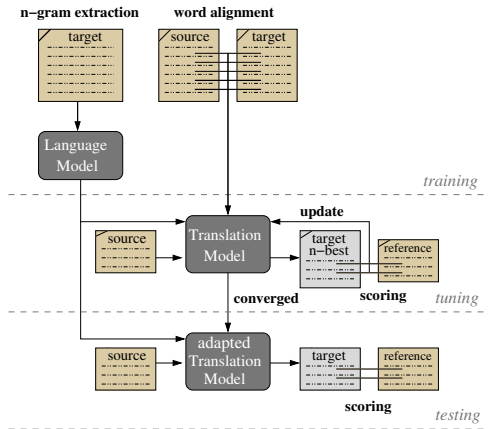 n−gram extraction
word alignment
target
source
target
Language
Model
training
update
source
Translation
Model
target
n−best
reference
converged
scoring
tuning
source
adapted
Translation
Model
target
reference
scoring
testing